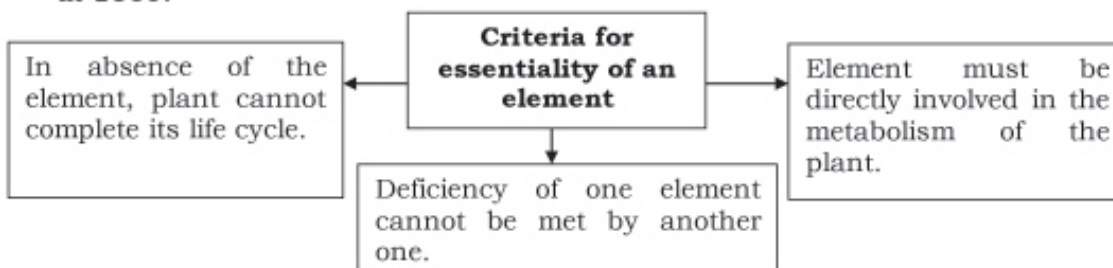 Criteria for
essentiality of an
element
In absence of the
element, plant cannot
complete its life cycle.
Element must be
directly involved in the
metabolism of the
plant.
Deficiency of one element
cannot be met by another
one.